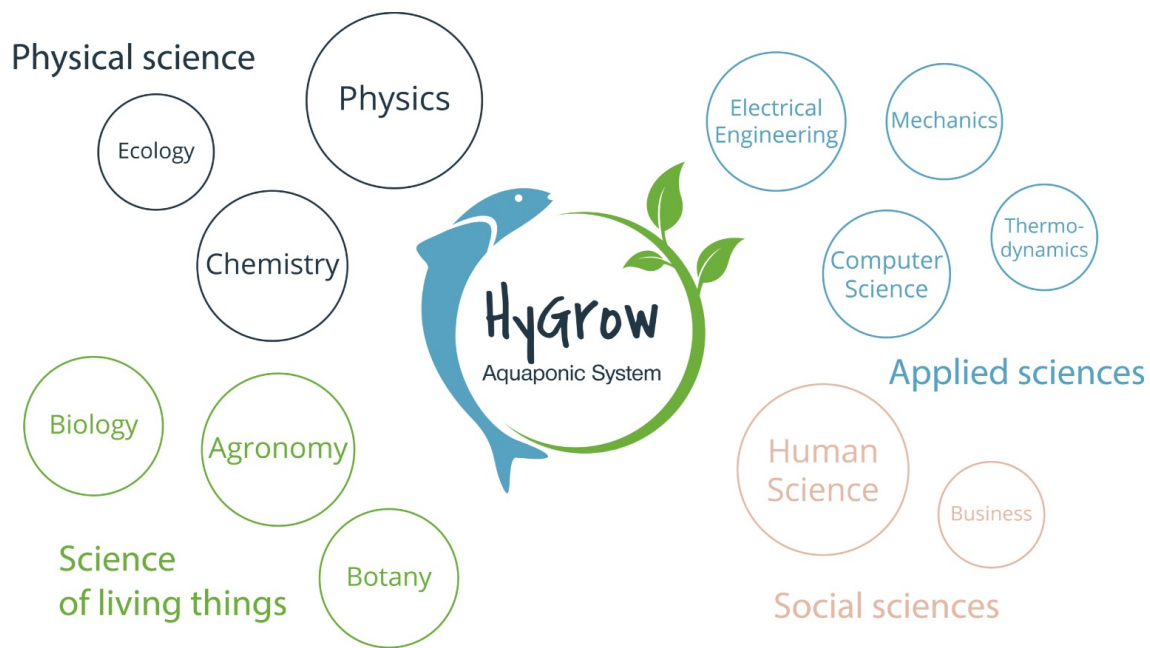 Physical science
Physics
Ecology
Chemistry
Electrical
Engineering
Mechanics
Thermo-
dynamics
Computer
Science
Applied sciences
HyGrow
Aquaponic System
Biology
Agronomy
Botany
Science
of living things
Human
Science
Business
Social sciences